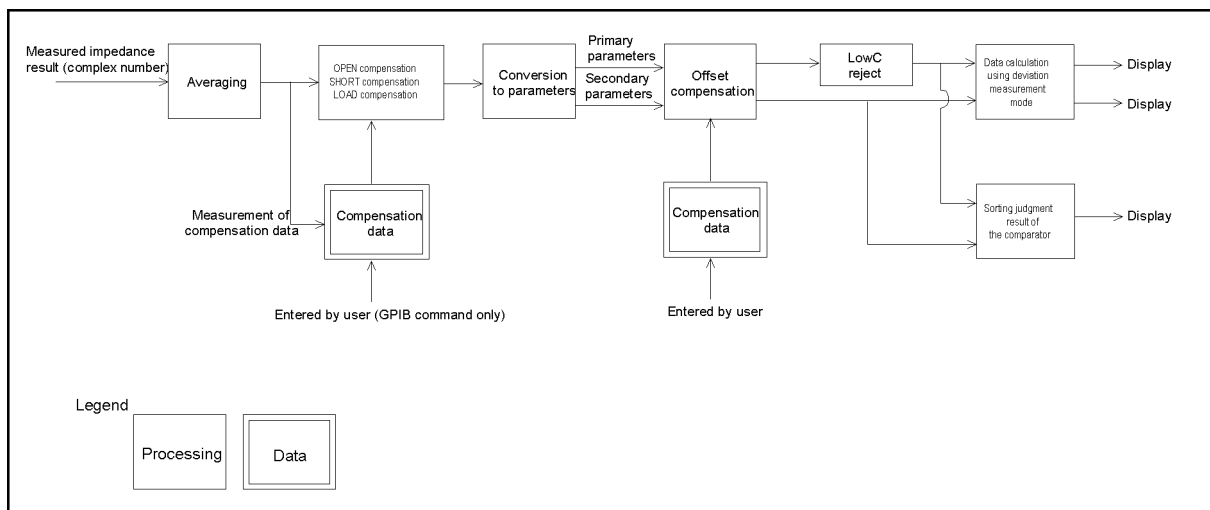 Measured impedance
result (complex number)
Averaging
OPEN compensation
SHORT compensation
LOAD compensation
Conversion
to parameters
Primary
parameters
Secondary
parameters
Offset
compensation
LowC
reject
Data calculation
using deviation
measurement
mode
Display
Display
Measurement of
compensation data
Compensation
data
Compensation
data
Sorting judgment
result of
the comparator
Display
Entered by user (GPIB command only)
Entered by user
Legend
Processing
Data